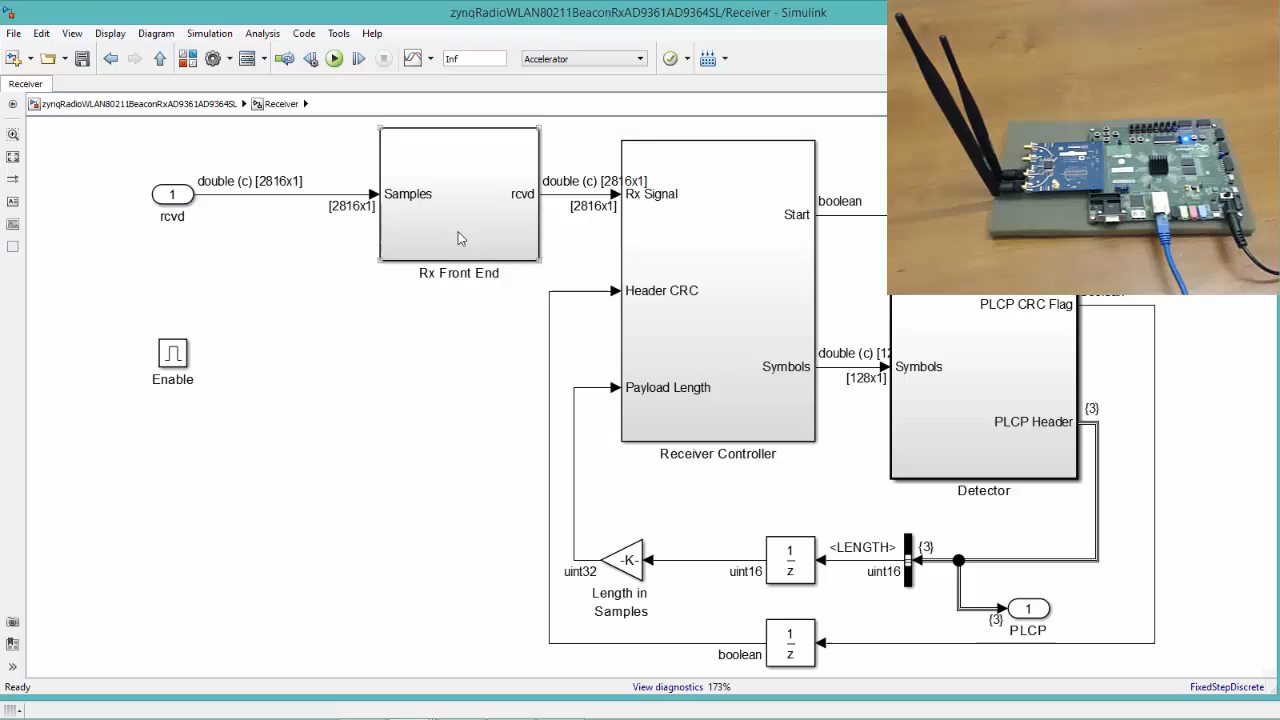 zynqRadioWLAN80211BeaconRxAD9361AD9364SL/Receiver - Simulink
File Edit View Display Diagram Simulation Analysis Code Tools Help
Inf Accelerator
Receiver
zynqRadioWLAN80211BeaconRxAD9361AD9364SL Receiver
1
rcvd
double (c) [2816x1]
[2816x1]
Samples
rcvd
Rx Front End
double (c) [2816x1]
[2816x1]
Rx Signal
Start
boolean
Header CRC
Payload Length
Symbols
Receiver Controller
double (c) [12
[128x1]
PLCP CRC Flag
Symbols
PLCP Header
Detector
{3}
Enable
-K-
uint32
Length in
Samples
1
z
uint16
<LENGTH>
uint16
{3}
1
{3}
PLCP
1
z
boolean
Ready
View diagnostics 173%
FixedStepDiscrete